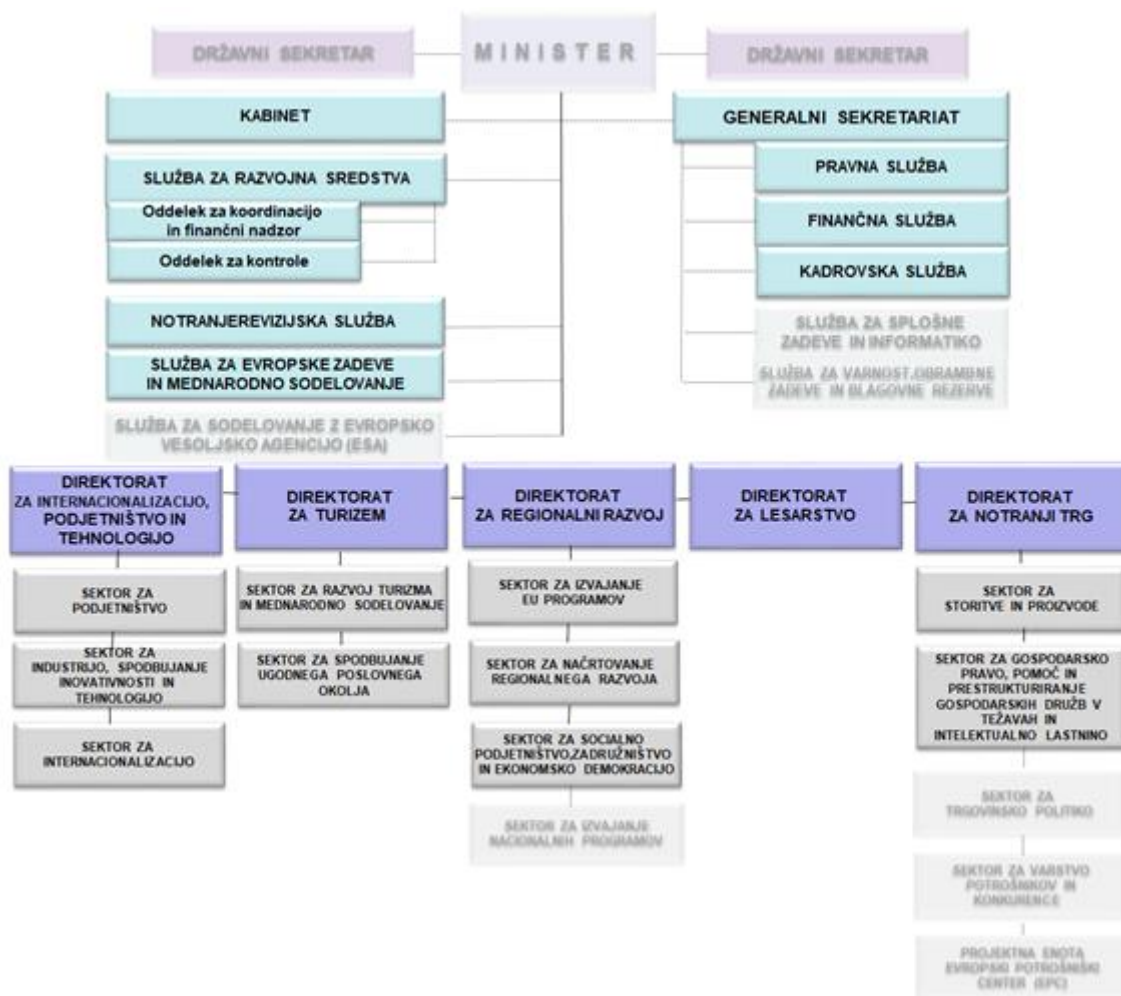 DRŽAVNI SEKRETAR
MINISTER
DRŽAVNI SEKRETAR
KABINET
SLUŽBA ZA RAZVOJNA SREDSTVA
Oddelek za koordinacijo
in finančni nadzor
Oddelek za kontrole
NOTRANJEREVIZIJSKA SLUŽBA
SLUŽBA ZA EVROPSKE ZADEVE
IN MEDNARODNO SODELOVANJE
SLUŽBA ZA SODELOVANJE Z EVROPSKO
VESOLJSKO AGENCIJO (ESA)
GENERALNI SEKRETARIAT
PRAVNA SLUŽBA
FINANČNA SLUŽBA
KADROVSKA SLUŽBA
SLUŽBA ZA SPLOŠNE
ZADEVE IN INFORMATIKO
SLUŽBA ZA VARNOST,OBRAMBNE
ZADEVE IN BLAGOVNE REZERVE
DIREKTORAT
ZA INTERNACIONALIZACIJO,
PODJETNIŠTVO IN
TEHNOLOGIJO
SEKTOR ZA
PODJETNIŠTVO
SEKTOR ZA
INDUSTRIJO, SPODBUJANJE
INOVATIVNOSTI IN
TEHNOLOGIJO
SEKTOR ZA
INTERNACIONALIZACIJO
DIREKTORAT
ZA TURIZEM
SEKTOR ZA RAZVOJ TURIZMA
IN MEDNARODNO SODELOVANJE
SEKTOR ZA SPODBUJANJE
UGODNEGA POSLOVNEGA
OKOLJA
DIREKTORAT
ZA REGIONALNI RAZVOJ
SEKTOR ZA IZVAJANJE
EU PROGRAMOV
SEKTOR ZA NAČRTOVANJE
REGIONALNEGA RAZVOJA
SEKTOR ZA SOCIALNO
PODJETNIŠTVO,ZADRUŽNIŠTVO
IN EKONOMSKO DEMOKRACIJO
SEKTOR ZA IZVAJANJE
NACIONALNIH PROGRAMOV
DIREKTORAT
ZA LESARSTVO
DIREKTORAT
ZA NOTRANJI TRG
SEKTOR ZA
STORITVE IN PROIZVODE
SEKTOR ZA GOSPODARSKO
PRAVO, POMOČ IN
PRESTRUKTURIRANJE
GOSPODARSKIH DRUŽB V
TEŽAVAH IN
INTELEKTUALNO LASTNINO
SEKTOR ZA
TRGOVINSKO POLITIKO
SEKTOR ZA VARSTVO
POTROŠNIKOV IN
KONKURENCE
PROJEKTNA ENOTA
EVROPSKI POTROŠNIŠKI
CENTER (EPC)